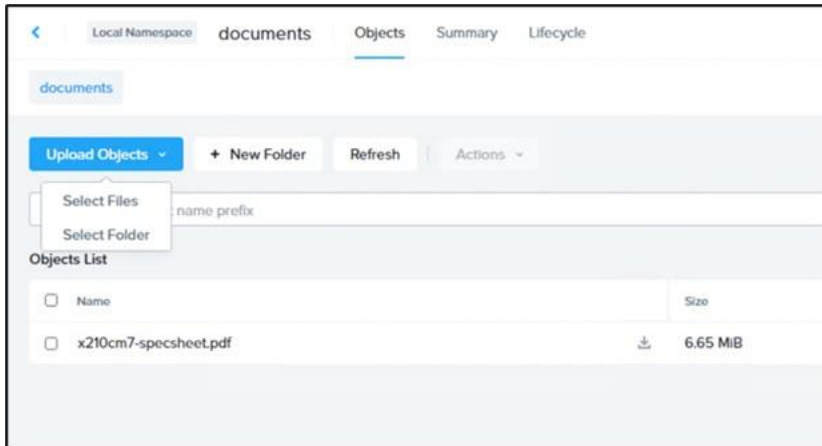 Local Namespace documents Objects Summary Lifecycle
documents
Upload Objects + New Folder Refresh Actions
Select Files
name prefix
Select Folder
Objects List
Name Size
x210cm7-specsheet.pdf 6.65 MiB